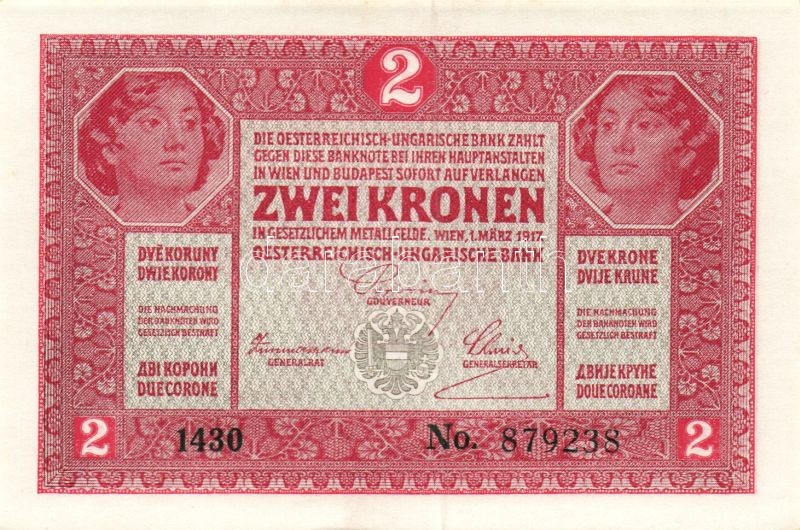 2
DIE OESTERREICHISCH-UNGARISCHE BANK ZAHLT
GEGEN DIESE BANKNOTE BEI IHREN HAUPTANSTALTEN
IN WIEN UND BUDAPEST SOFORT AUF VERLANGEN
ZWEI KRONEN
IN GESETZLICHEM METALLGELDE. WIEN, 1. MÄRZ 1917.
OESTERREICHISCH-UNGARISCHE BANK
GOUVERNEUR
GENERALRAT
GENERALSEKRETÄR
DVĚ KORUNY
DWIE KORONY
DIE NACHMACHUNG
DER BANKNOTEN WIRD
GESETZLICH BESTRAFT
ДВІ КОРОНИ
DUE CORONE
DVE KRONE
DVIJE KRUNE
DIE NACHMACHUNG
DER BANKNOTEN WIRD
GESETZLICH BESTRAFT
ДВИЈЕ КРУНЕ
DOUE COROANE
2
1430
No. 879238
2
darabanth